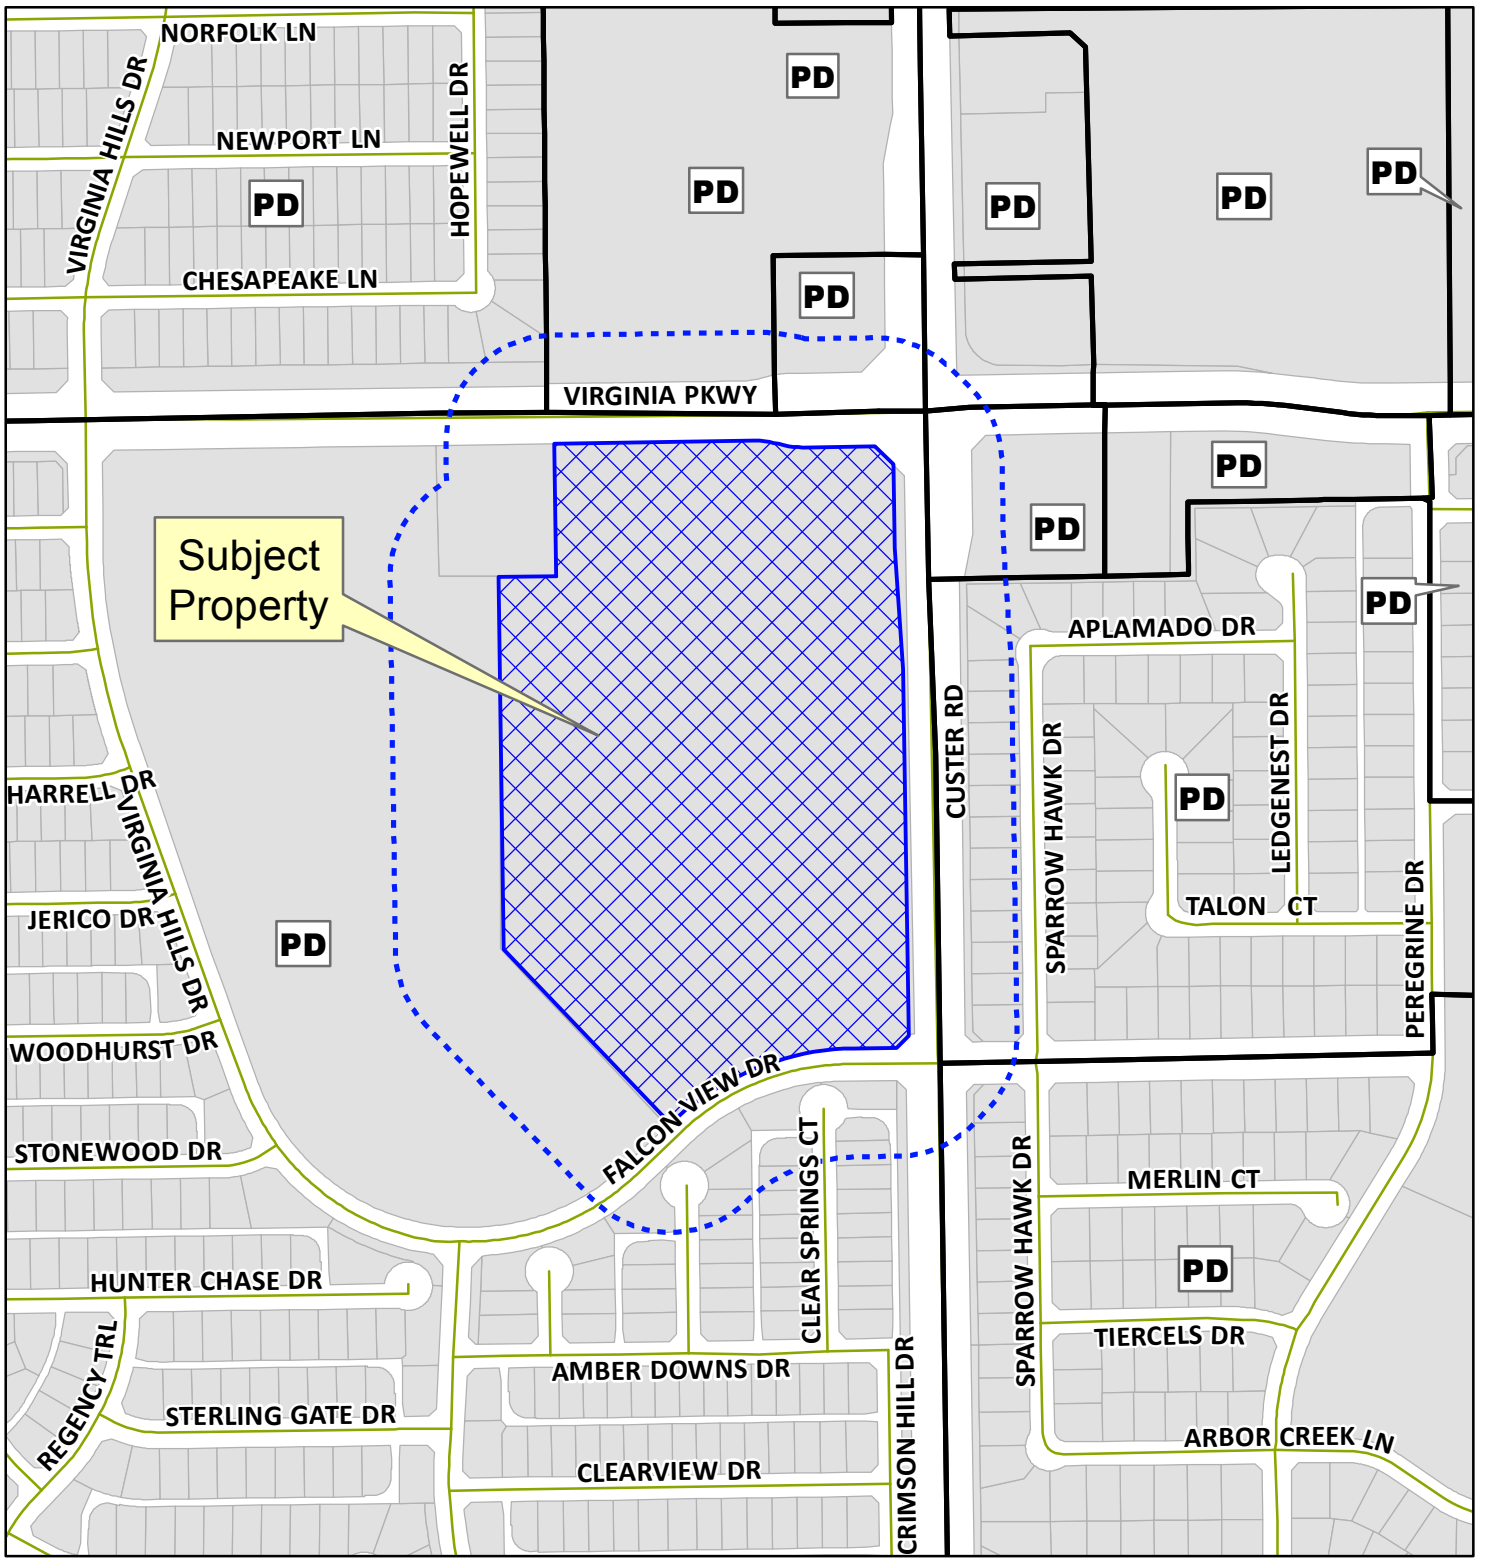 NORFOLK LN
VIRGINIA HILLS DR
HOPEWELL DR
PD
NEWPORT LN
PD
PD
PD
PD
PD
PD
CHESAPEAKE LN
PD
VIRGINIA PKWY
PD
PD
Subject
Property
PD
APLAMADO DR
CUSTER RD
SPARROW HAWK DR
LEDGENEST DR
HARRELL DR
VIRGINIA HILLS DR
PD
JERICO DR
TALON CT
PEREGRINE DR
PD
WOODHURST DR
FALCON VIEW DR
STONEWOOD DR
CLEAR SPRINGS CT
SPARROW HAWK DR
MERLIN CT
HUNTER CHASE DR
PD
REGENCY TRL
TIERCELS DR
AMBER DOWNS DR
CRIMSON HILL DR
STERLING GATE DR
ARBOR CREEK LN
CLEARVIEW DR